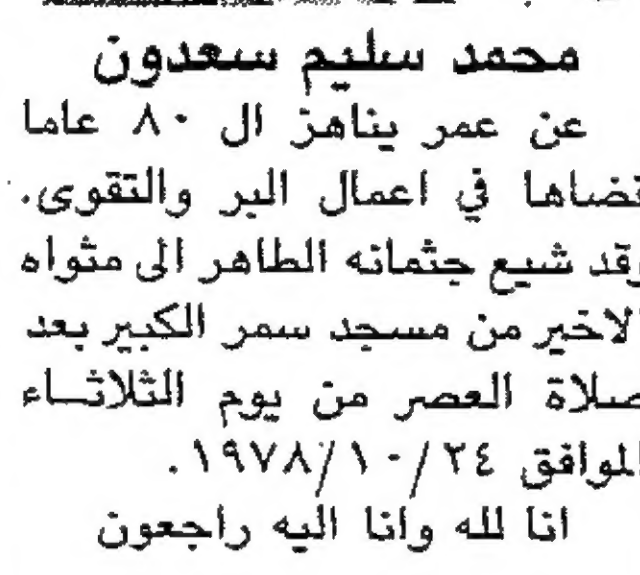 محمد سليم سعدون
عن عمر يناهز ال ٨٠ عاما
قضاها في اعمال البر والتقوى.
وقد شيع جثمانه الطاهر الى مثواه
الاخير من مسجد سمر الكبير بعد
صلاة العصر من يوم الثلاثـاء
الموافق ٢٤/١٠/١٩٧٨.
انا لله وانا اليه راجعون